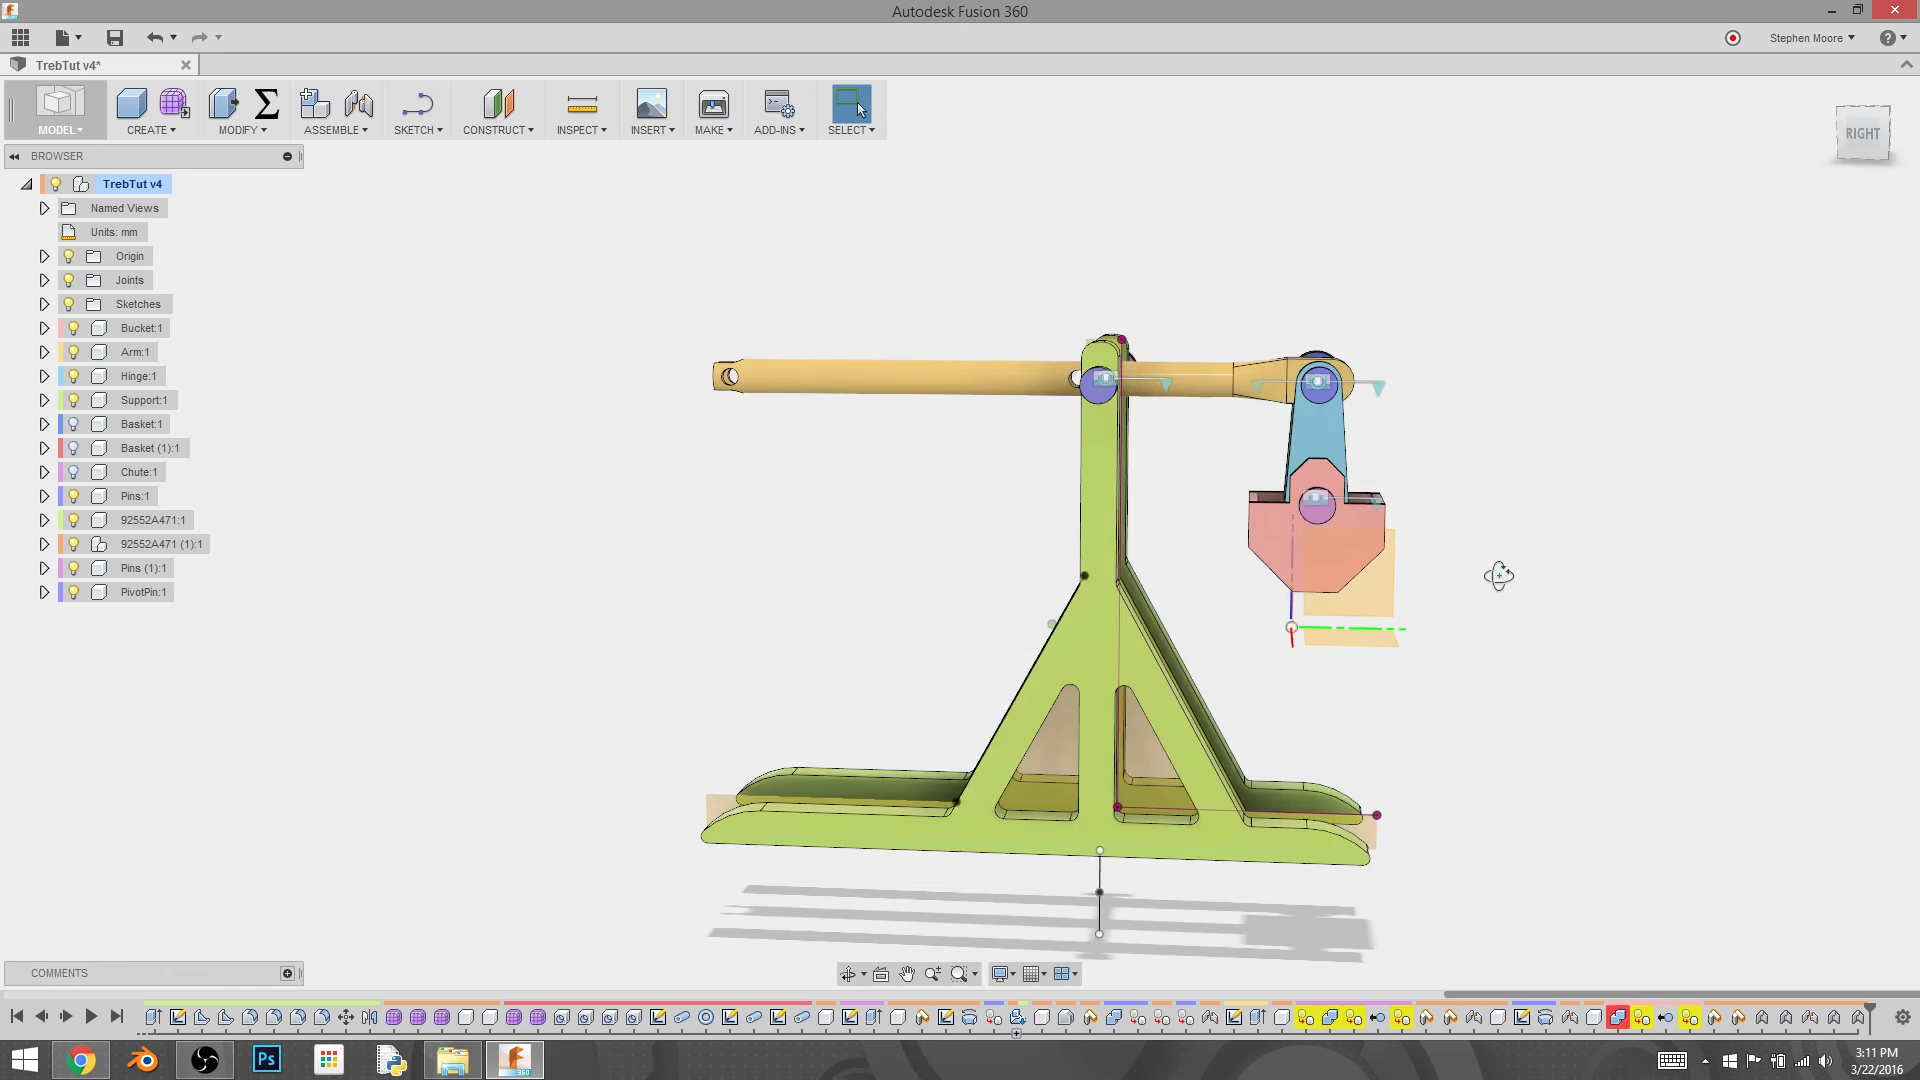 Autodesk Fusion 360
Stephen Moore
TrebTut v4*
MODEL
CREATE
MODIFY
ASSEMBLE
SKETCH
CONSTRUCT
INSPECT
INSERT
MAKE
ADD-INS
SELECT
RIGHT
BROWSER
TrebTut v4
Named Views
Units: mm
Origin
Joints
Sketches
Bucket:1
Arm:1
Hinge:1
Support:1
Basket:1
Basket (1):1
Chute:1
Pins:1
92552A471:1
92552A471 (1):1
Pins (1):1
PivotPin:1
COMMENTS
Ps
360
3:11 PM
3/22/2016